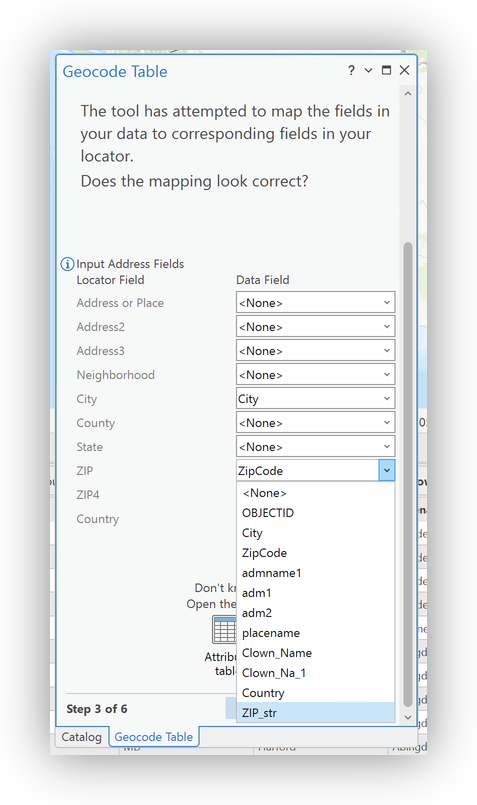 Geocode Table
?
The tool has attempted to map the fields in
your data to corresponding fields in your
locator.
Does the mapping look correct?
Input Address Fields
Locator Field Data Field
Address or Place <None>
Address2 <None>
Address3 <None>
Neighborhood <None>
City City
County <None>
State <None>
ZIP ZipCode
ZIP4 <None>
Country OBJECTID
City
ZipCode
admname1
adm1
adm2
placename
Clown_Name
Clown_Na_1
Country
ZIP_str
Don't
Open the
table
Step 3 of 6
Catalog Geocode Table
MD Harford